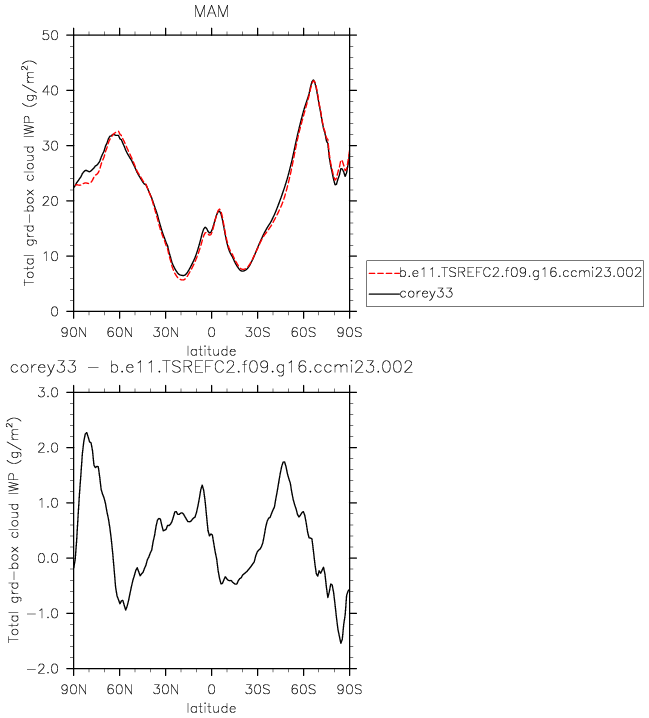 MAM
Total grd-box cloud IWP (g/m²)
50
40
30
20
10
0
90N 60N 30N 0 30S 60S 90S
latitude
b.e11.TSREFC2.f09.g16.ccmi23.002
corey33
corey33 − b.e11.TSREFC2.f09.g16.ccmi23.002
Total grd-box cloud IWP (g/m²)
3.0
2.0
1.0
0.0
−1.0
−2.0
90N 60N 30N 0 30S 60S 90S
latitude